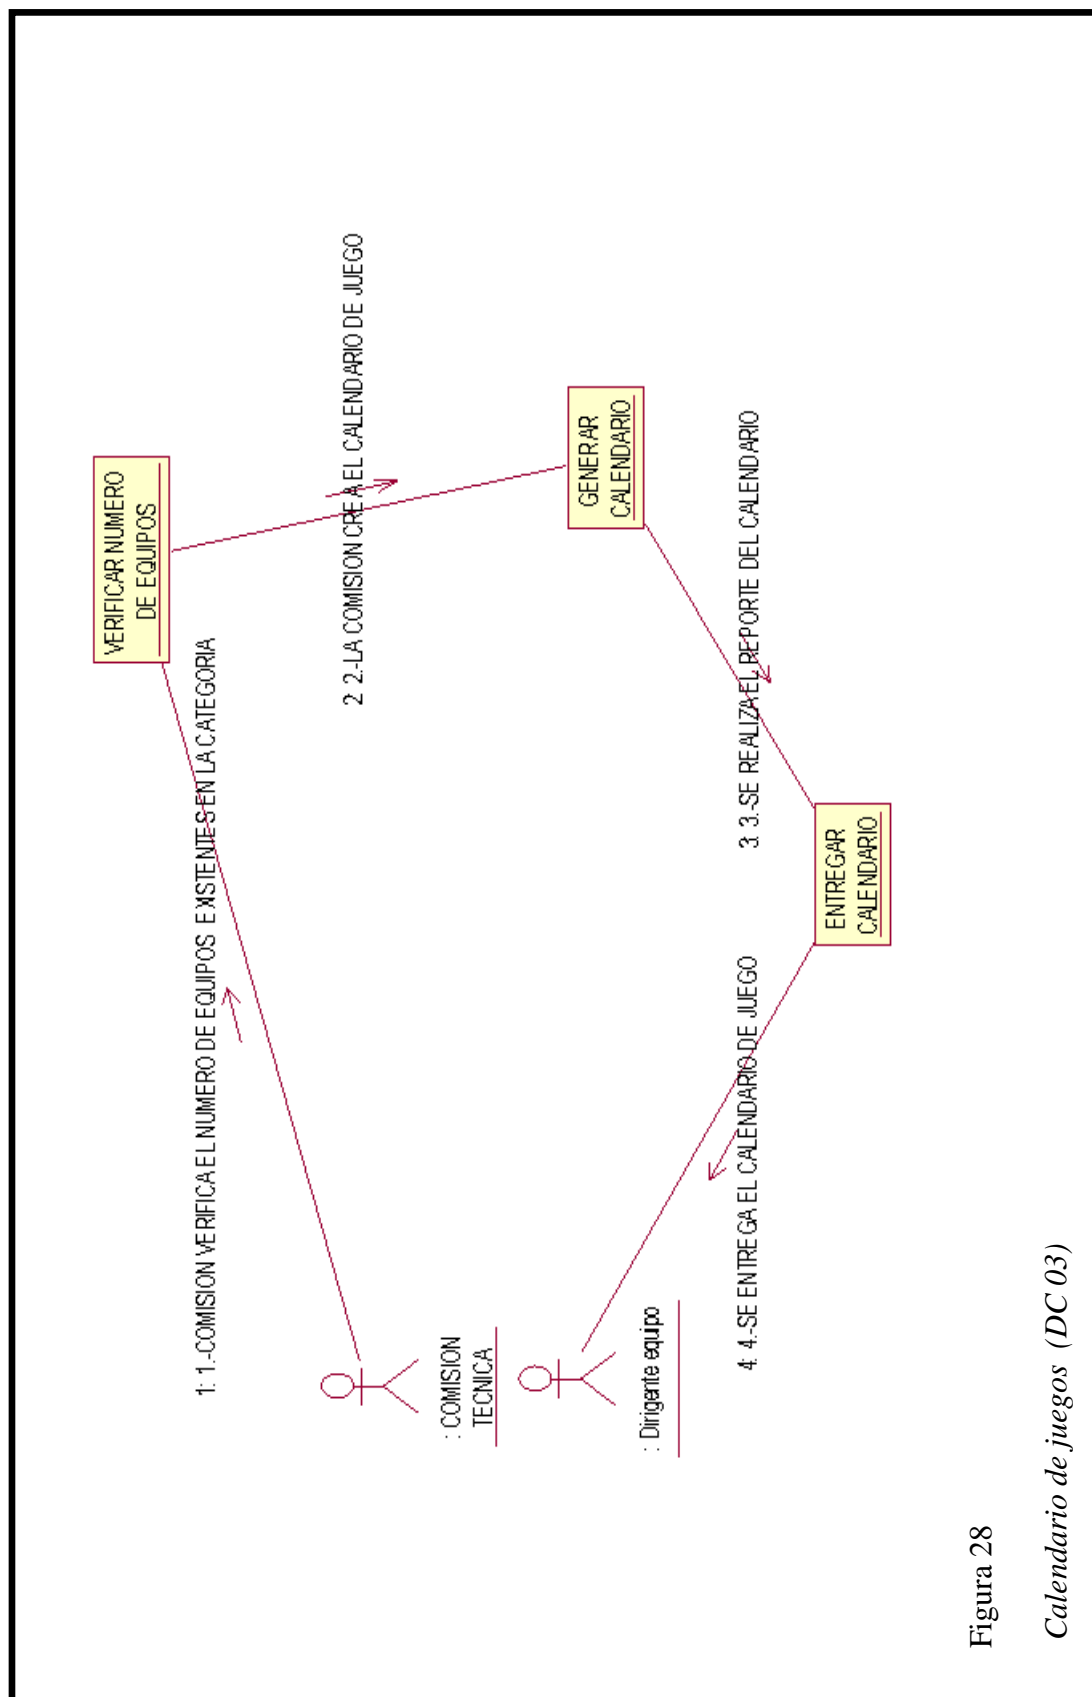 1: 1.-COMISION VERIFICA EL NUMERO DE EQUIPOS EXISTENTES EN LA CATEGORIA
VERIFICAR NUMERO
DE EQUIPOS
2: 2.-LA COMISION CREA EL CALENDARIO DE JUEGO
: COMISION
TECNICA
: Dirigente equipo
GENERAR
CALENDARIO
3: 3.-SE REALIZA EL REPORTE DEL CALENDARIO
4: 4.-SE ENTREGA EL CALENDARIO DE JUEGO
ENTREGAR
CALENDARIO
Figura 28
Calendario de juegos (DC 03)